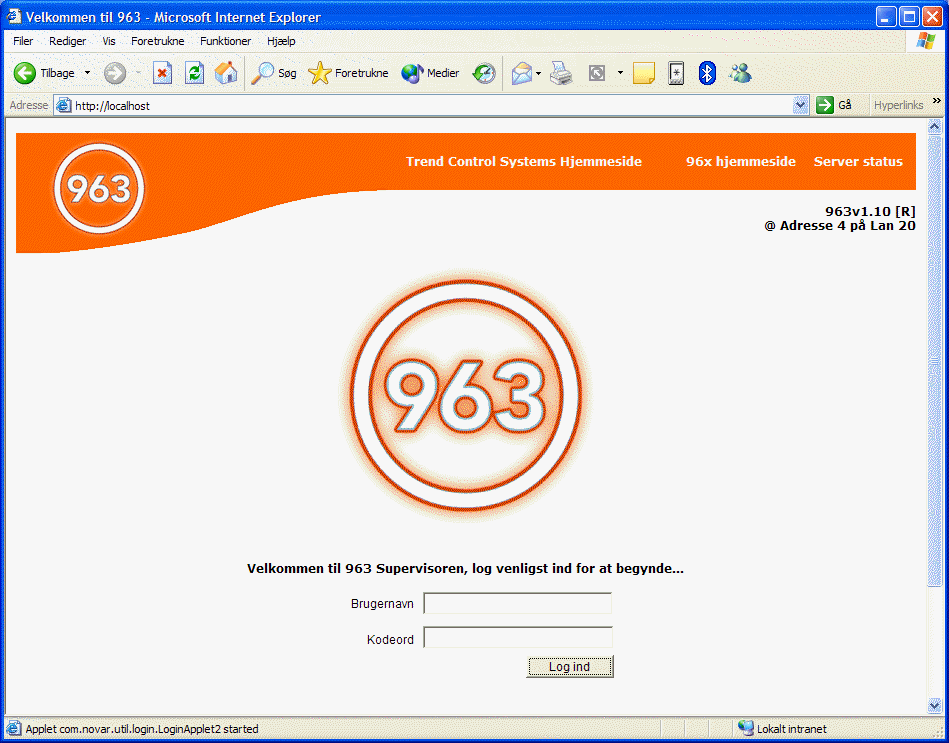 Velkommen til 963 - Microsoft Internet Explorer
Filer Rediger Vis Foretrukne Funktioner Hjælp
Tilbage Søg Foretrukne Medier
Adresse http://localhost Gå Hyperlinks »
963 Trend Control Systems Hjemmeside 96x hjemmeside Server status
963v1.10 [R]
@ Adresse 4 på Lan 20
963
Velkommen til 963 Supervisoren, log venligst ind for at begynde...
Brugernavn
Kodeord
Log ind
Applet com.novar.util.login.LoginApplet2 started Lokalt intranet